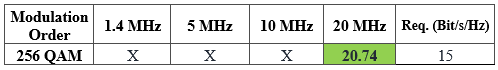 Modulation Order 1.4 MHz 5 MHz 10 MHz 20 MHz Req. (Bit/s/Hz)
256 QAM X X X 20.74 15